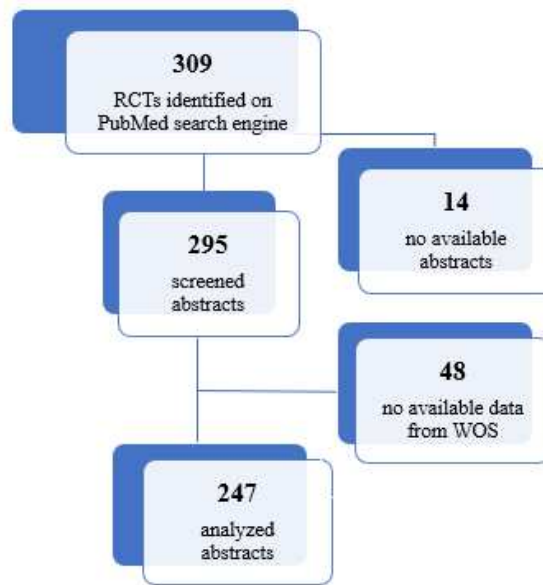 309
RCTs identified on
PubMed search engine
14
no available
abstracts
295
screened
abstracts
48
no available data
from WOS
247
analyzed
abstracts